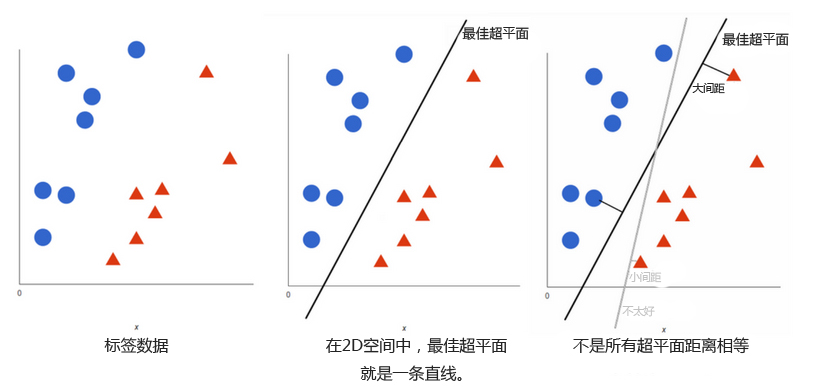 0
x
标签数据
最佳超平面
0
x
在2D空间中，最佳超平面
就是一条直线。
最佳超平面
大间距
小间距
不太好
0
x
不是所有超平面距离相等